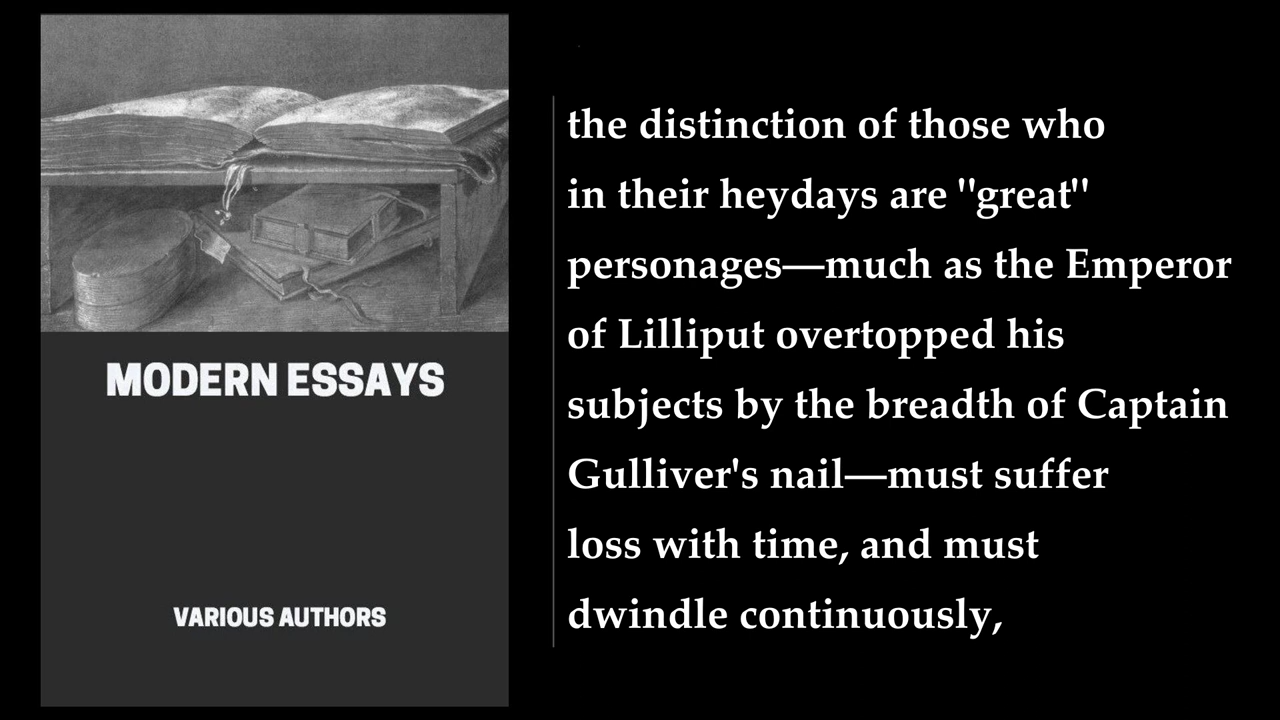 MODERN ESSAYS
VARIOUS AUTHORS
the distinction of those who
in their heydays are "great"
personages—much as the Emperor
of Lilliput overtopped his
subjects by the breadth of Captain
Gulliver's nail—must suffer
loss with time, and must
dwindle continuously,